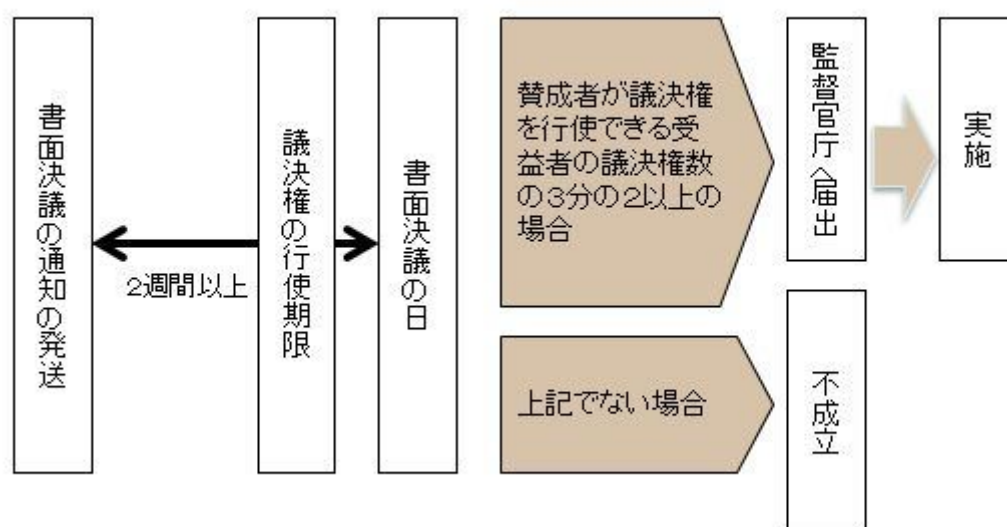 書面決議の通知の発送
2週間以上
議決権の行使期限
書面決議の日
賛成者が議決権
を行使できる受
益者の議決権数
の3分の2以上の
場合
監督官庁へ届出
実施
上記でない場合
不成立